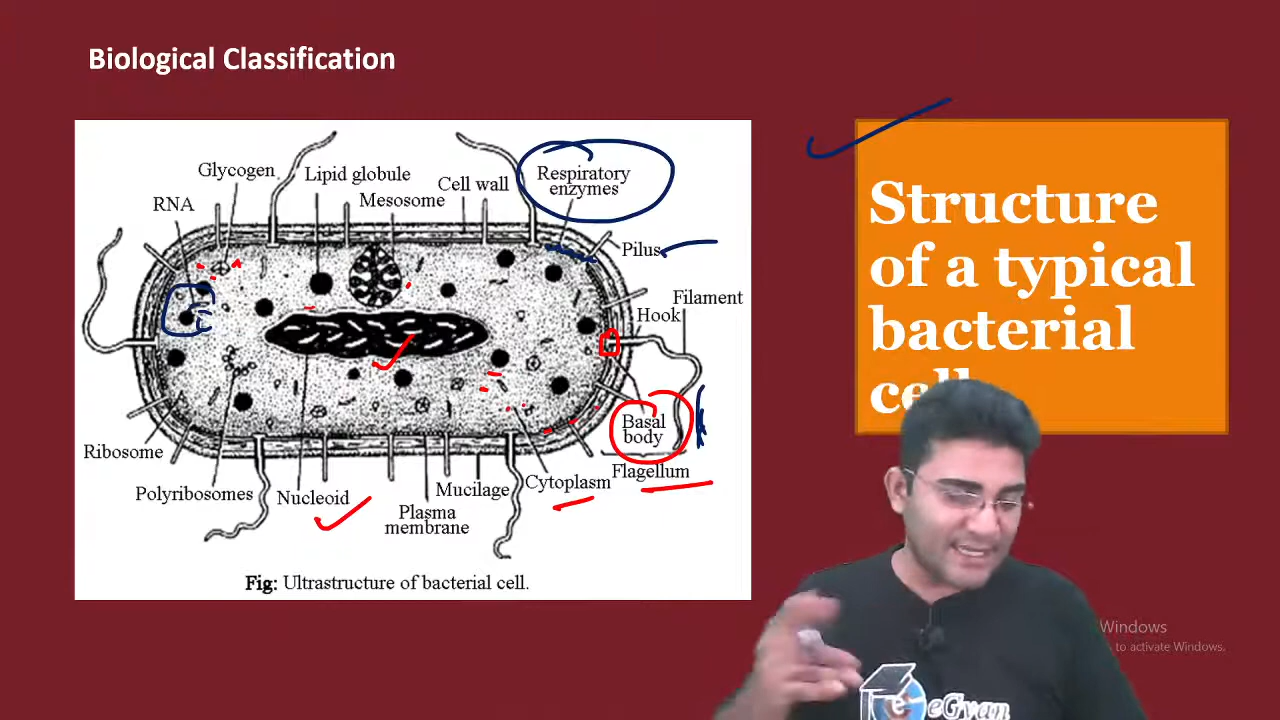 Biological Classification
Glycogen
Lipid globule
Mesosome
Cell wall
Respiratory
enzymes
RNA
Pilus
Filament
Hook
Basal
body
Flagellum
Ribosome
Polyribosomes
Nucleoid
Plasma
membrane
Mucilage
Cytoplasm
Fig: Ultrastructure of bacterial cell.
Structure
of a typical
bacterial
Windows
to activate Windows.
eGyan